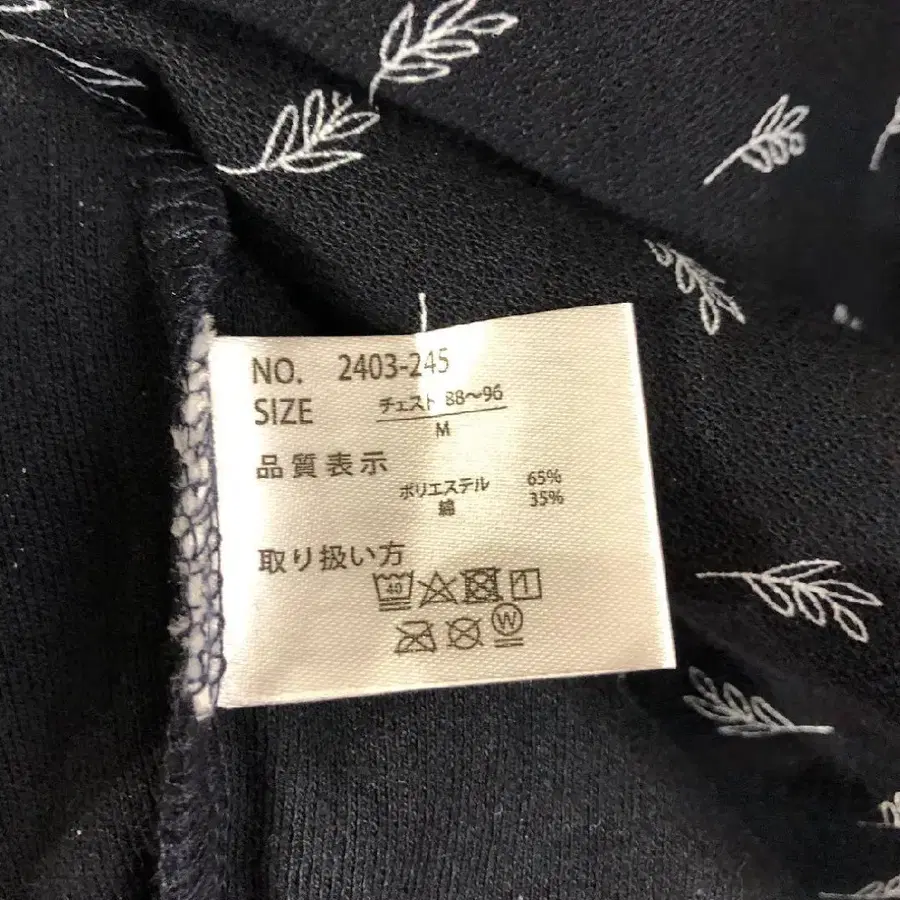 NO. 2403-245
SIZE チェスト 88〜96
M
品質表示
ポリエステル 65%
綿 35%
取り扱い方
40
W